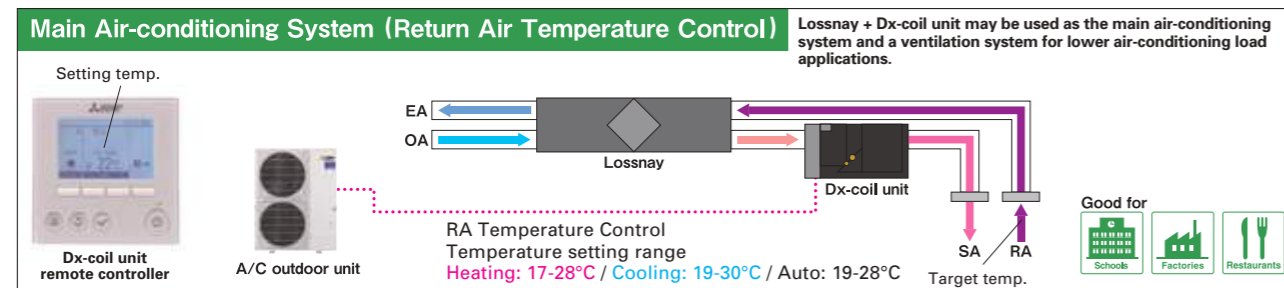 Main Air-conditioning System (Return Air Temperature Control)
Lossnay + Dx-coil unit may be used as the main air-conditioning
system and a ventilation system for lower air-conditioning load
applications.
Setting temp.
Dx-coil unit
remote controller
A/C outdoor unit
EA
OA
Lossnay
Dx-coil unit
RA Temperature Control
Temperature setting range
Heating: 17-28°C / Cooling: 19-30°C / Auto: 19-28°C
SA
RA
Target temp.
Good for
Schools
Factories
Restaurants